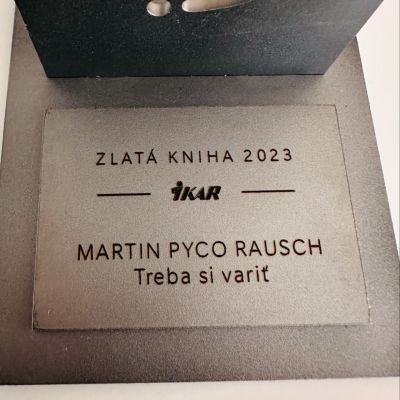 ZLATÁ KNIHA 2023
IKAR
MARTIN PYCO RAUSCH
Treba si variť